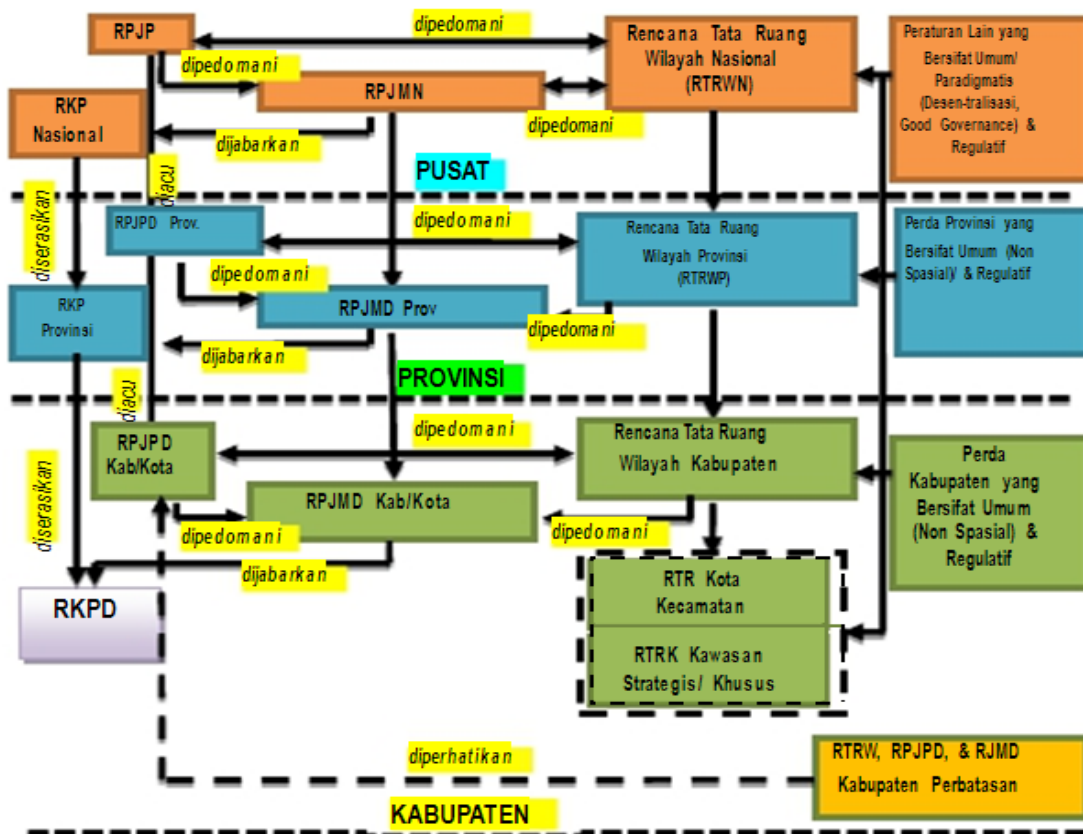 RPJP
dipedomani
Rencana Tata Ruang
Wilayah Nasional
(RTRWN)
Peraturan Lain yang
Bersifat Umum/
Paradigmatis
(Desen-tralisasi,
Good Governance) &
Regulatif
dipedomani
RPJMN
dipedomani
RKP
Nasional
dijabarkan
diacu
PUSAT
diserasikan
RPJPD Prov.
dipedomani
Rencana Tata Ruang
Wilayah Provinsi
(RTRWP)
Perda Provinsi yang
Bersifat Umum (Non
Spasial)/ & Regulatif
dipedomani
RKP
Provinsi
RPJMD Prov
dipedomani
dijabarkan
PROVINSI
diacu
diserasikan
RPJPD
Kab/Kota
dipedomani
Rencana Tata Ruang
Wilayah Kabupaten
Perda
Kabupaten yang
Bersifat Umum
(Non Spasial) &
Regulatif
RPJMD Kab/Kota
dipedomani
dipedomani
dijabarkan
RKPD
RTR Kota
Kecamatan
RTRK Kawasan
Strategis/ Khusus
diperhatikan
RTRW, RPJPD, & RJMD
Kabupaten Perbatasan
KABUPATEN